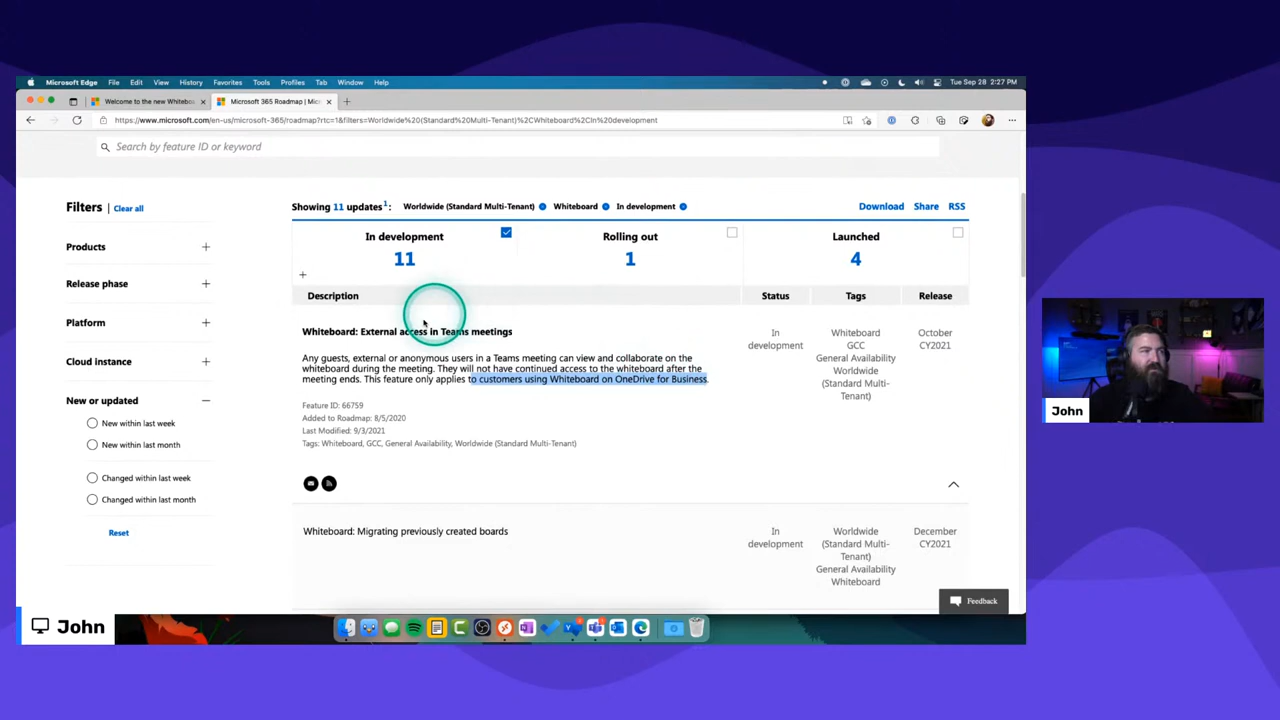 Microsoft Edge File Edit View History Favorites Tools Profiles Tab Window Help Tue Sep 28 2:27 PM
Welcome to the new Whitebo Microsoft 365 Roadmap | Mic
https://www.microsoft.com/en-us/microsoft-365/roadmap?rtc=1&filters=Worldwide%20(Standard%20Multi-Tenant)%2CWhiteboard%2CIn%20development
Search by feature ID or keyword
Filters Clear all
Showing 11 updates1: Worldwide (Standard Multi-Tenant) Whiteboard In development Download Share RSS
Products
Release phase
Platform
Cloud instance
New or updated
New within last week
New within last month
Changed within last week
Changed within last month
Reset
In development
11
Rolling out
1
Launched
4
Description Status Tags Release
Whiteboard: External access in Teams meetings
Any guests, external or anonymous users in a Teams meeting can view and collaborate on the
whiteboard during the meeting. They will not have continued access to the whiteboard after the
meeting ends. This feature only applies to customers using Whiteboard on OneDrive for Business.
Feature ID: 66759
Added to Roadmap: 8/5/2020
Last Modified: 9/3/2021
Tags: Whiteboard, GCC, General Availability, Worldwide (Standard Multi-Tenant)
In
development
Whiteboard
GCC
General Availability
Worldwide
(Standard Multi-
Tenant)
October
CY2021
Whiteboard: Migrating previously created boards
In
development
Worldwide
(Standard Multi-
Tenant)
General Availability
Whiteboard
December
CY2021
Feedback
John
John